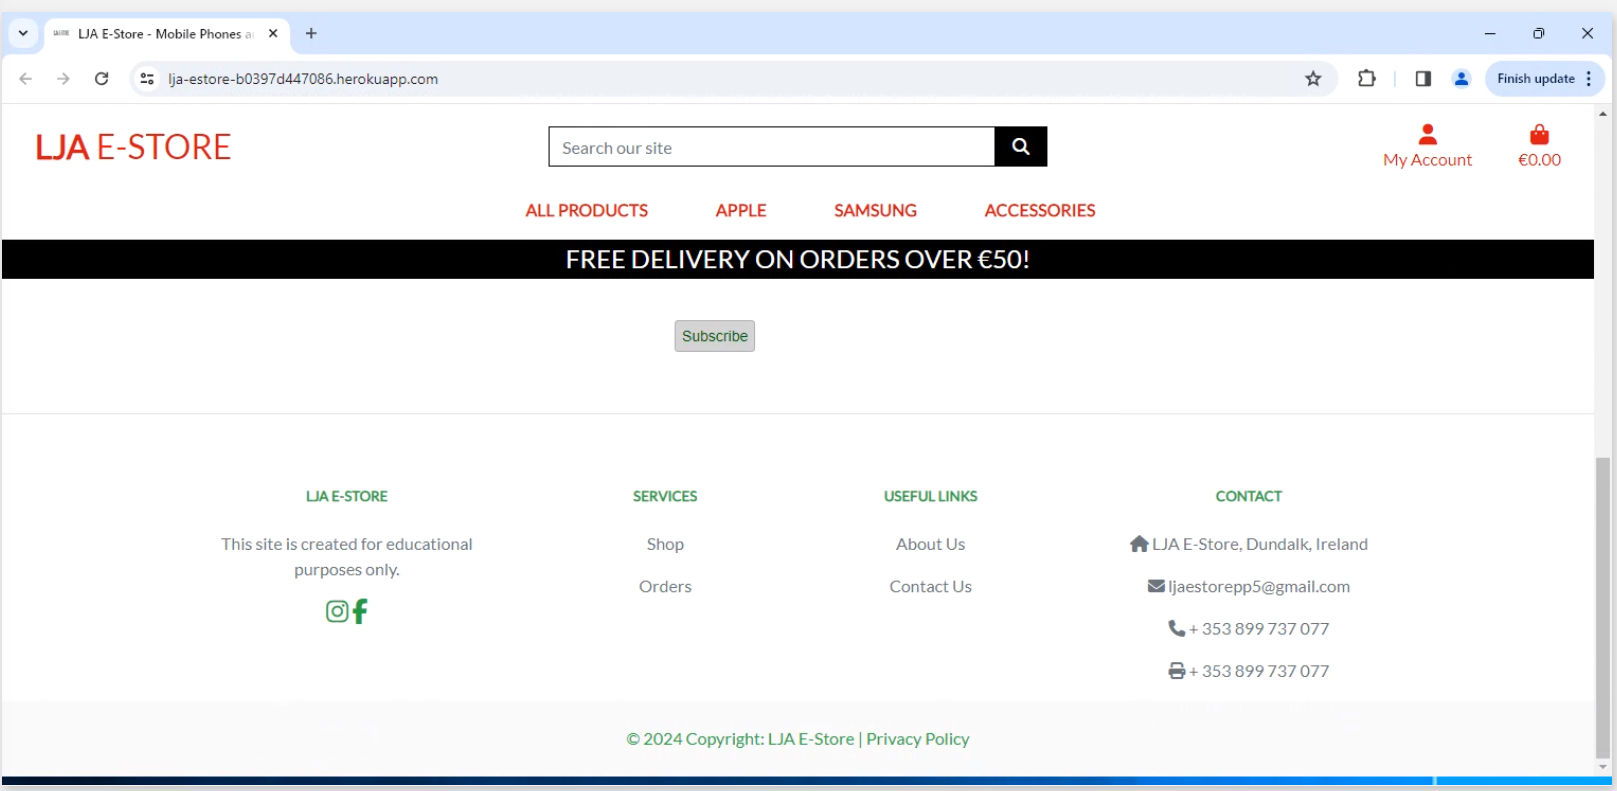 LJA E-Store - Mobile Phones a
lja-estore-b0397d447086.herokuapp.com
Finish update
LJA E-STORE
Search our site
My Account
€0.00
ALL PRODUCTS
APPLE
SAMSUNG
ACCESSORIES
FREE DELIVERY ON ORDERS OVER €50!
Subscribe
LJA E-STORE
This site is created for educational
purposes only.
SERVICES
Shop
Orders
USEFUL LINKS
About Us
Contact Us
CONTACT
LJA E-Store, Dundalk, Ireland
ljaestorepp5@gmail.com
+ 353 899 737 077
+ 353 899 737 077
© 2024 Copyright: LJA E-Store | Privacy Policy